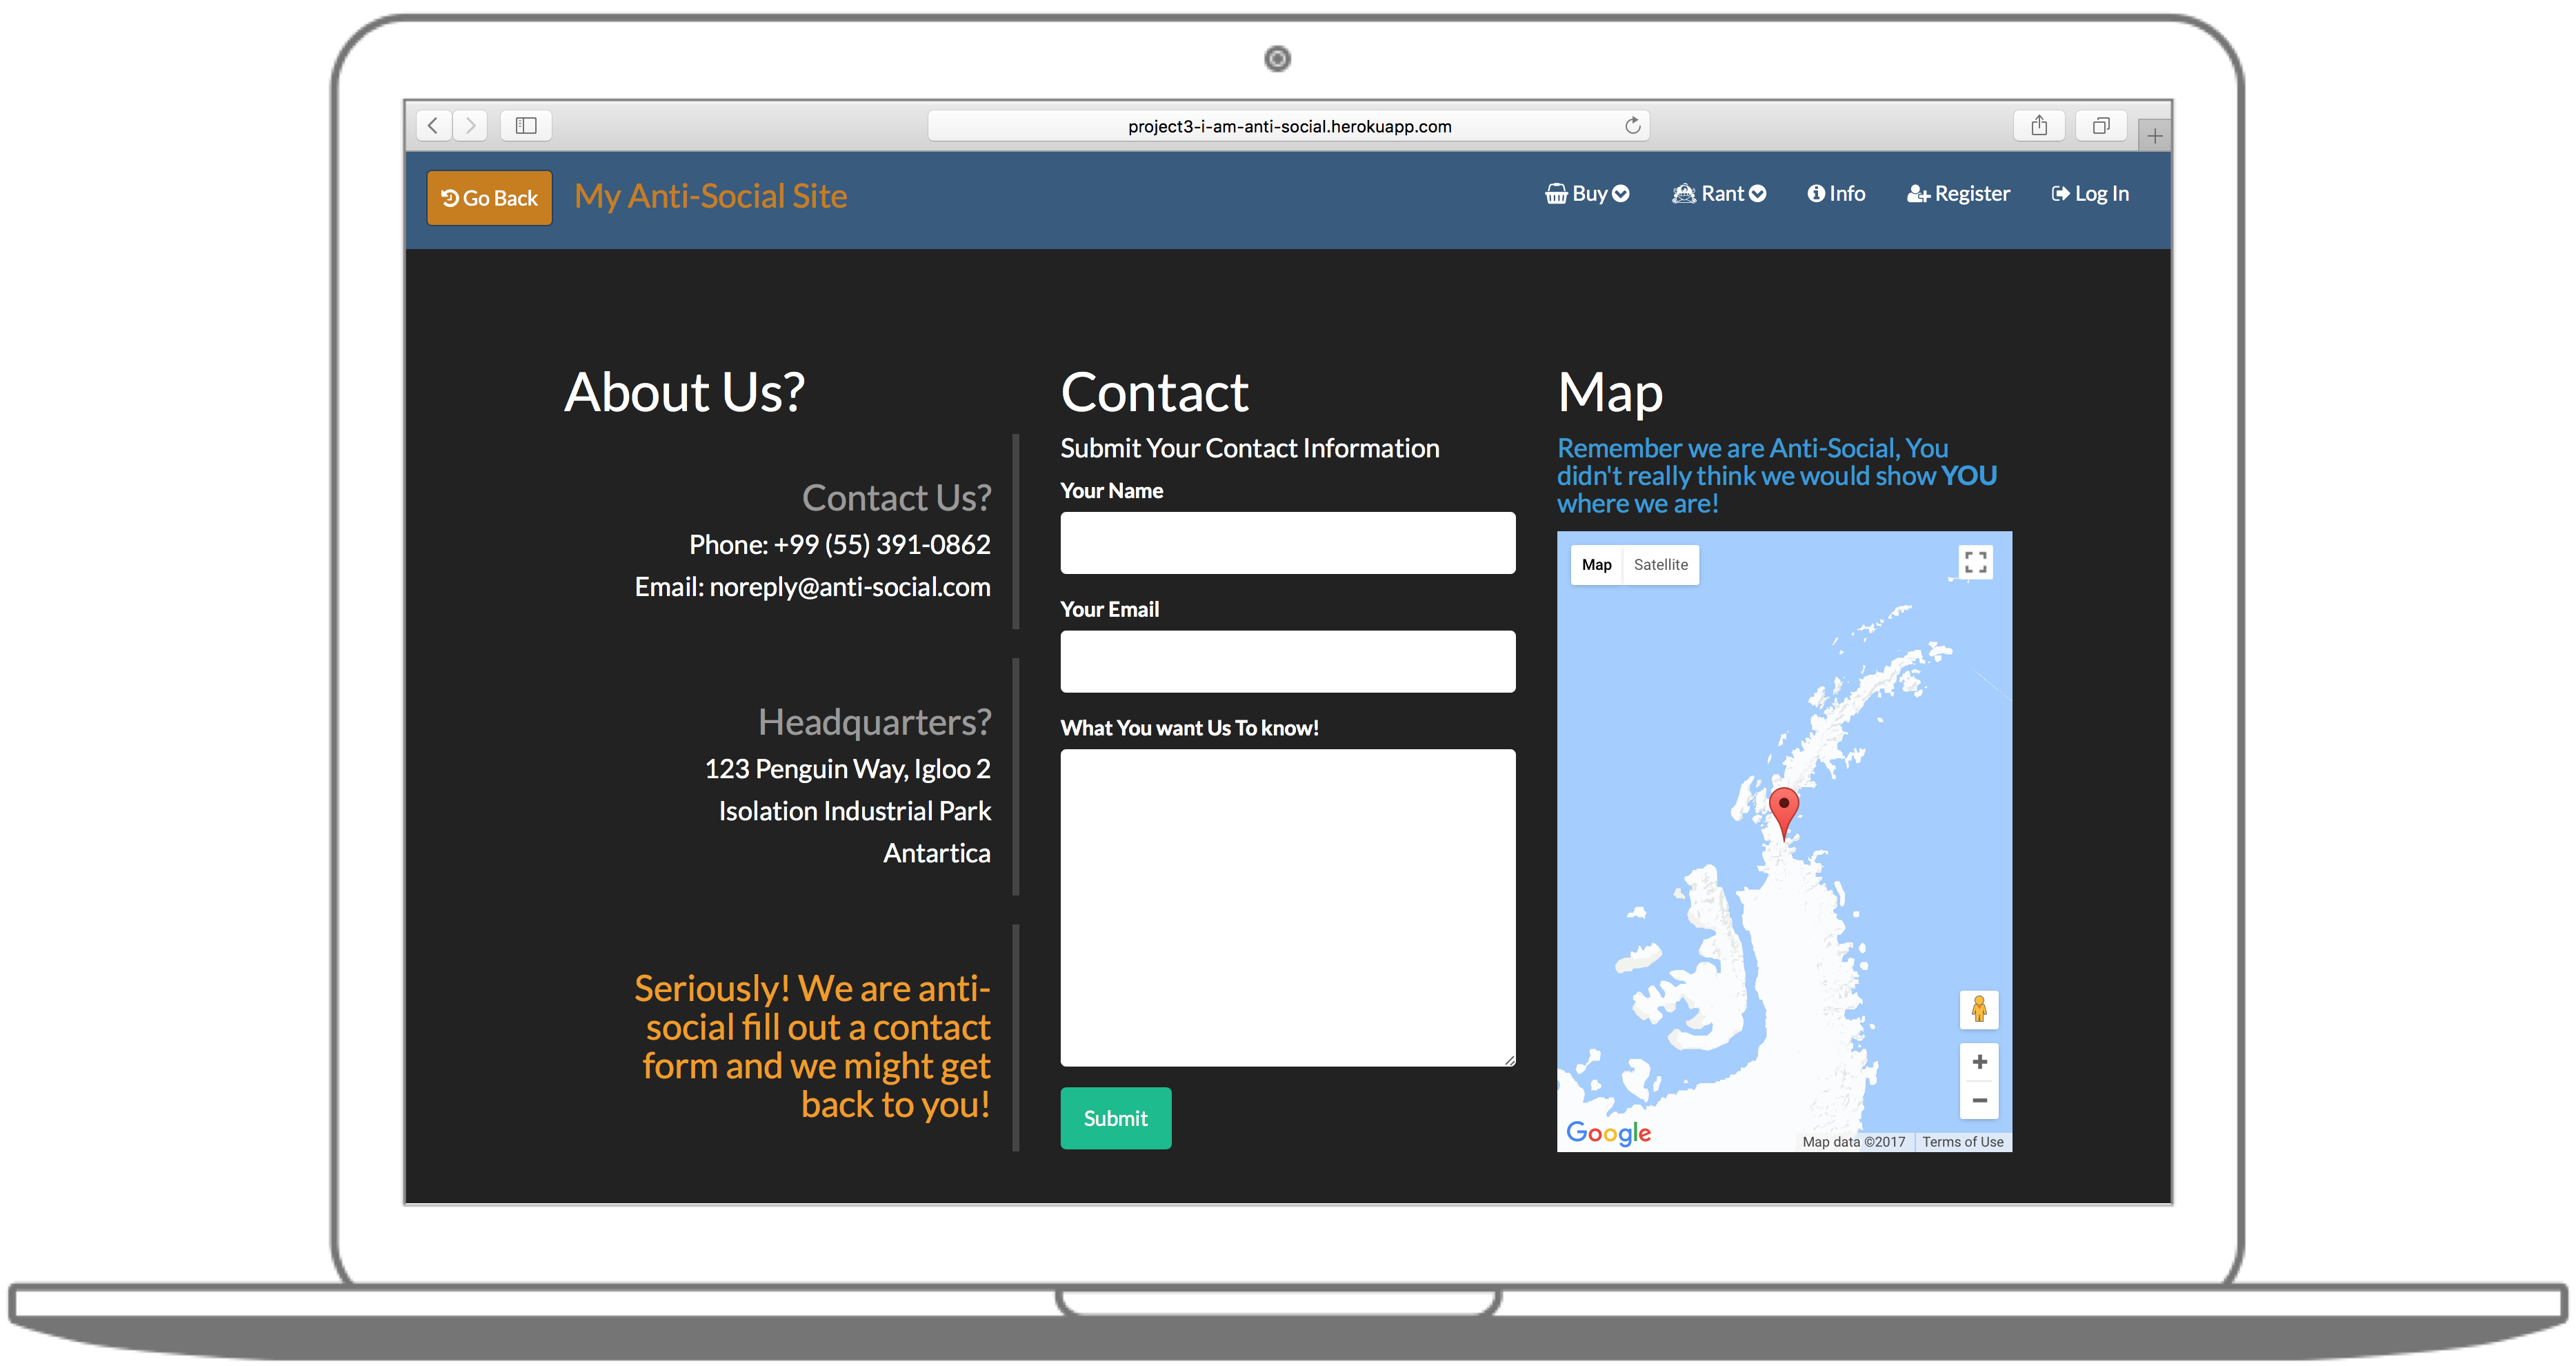 project3-i-am-anti-social.herokuapp.com
Go Back
My Anti-Social Site
Buy
Rant
Info
Register
Log In
About Us?
Contact Us?
Phone: +99 (55) 391-0862
Email: noreply@anti-social.com
Headquarters?
123 Penguin Way, Igloo 2
Isolation Industrial Park
Antartica
Seriously! We are anti-
social fill out a contact
form and we might get
back to you!
Contact
Submit Your Contact Information
Your Name
Your Email
What You want Us To know!
Submit
Map
Remember we are Anti-Social, You
didn't really think we would show YOU
where we are!
Map
Satellite
Google
Map data ©2017
Terms of Use